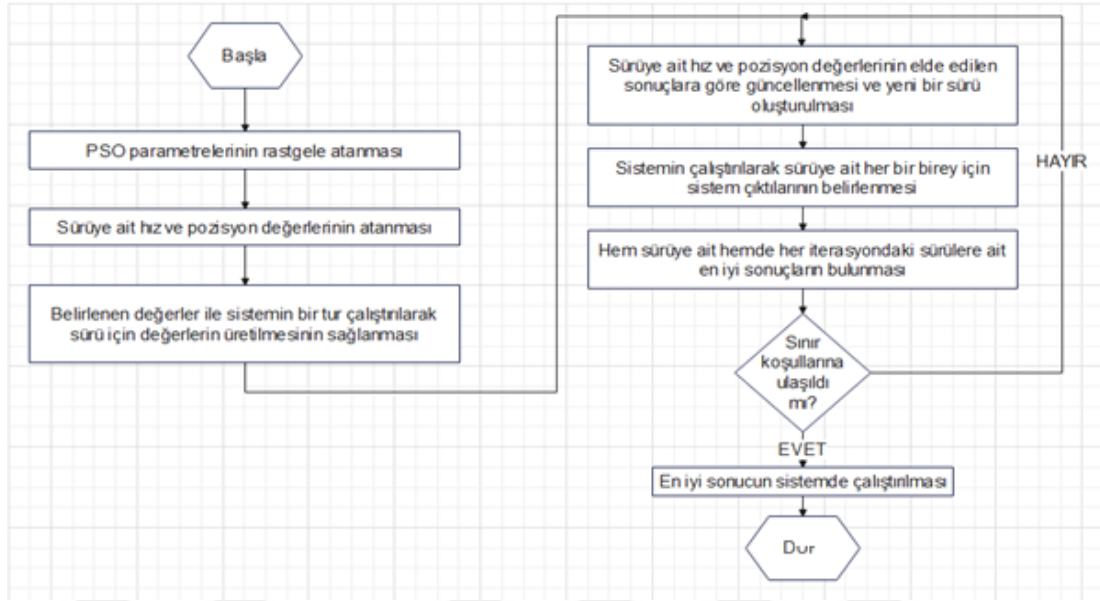 Başla
PSO parametrelerinin rastgele atanması
Sürüye ait hız ve pozisyon değerlerinin atanması
Belirlenen değerler ile sistemin bir tur çalıştırılarak
sürü için değerlerin üretilmesinin sağlanması
Sürüye ait hız ve pozisyon değerlerinin elde edilen
sonuçlara göre güncellenmesi ve yeni bir sürü
oluşturulması
Sistemin çalıştırılarak sürüye ait her bir birey için
sistem çıktılarının belirlenmesi
HAYIR
Hem sürüye ait hemde her iterasyondaki sürülere ait
en iyi sonuçların bulunması
Sınır
koşullarına
ulaşıldı
mı?
EVET
En iyi sonucun sistemde çalıştırılması
Dur